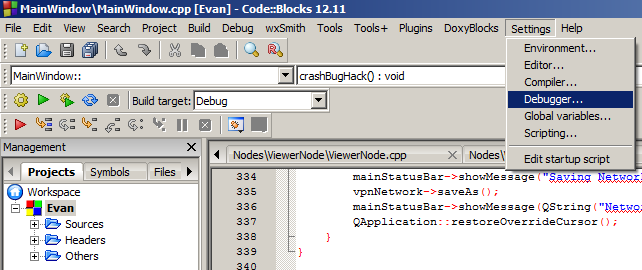 MainWindow\MainWindow.cpp [Evan] - Code::Blocks 12.11
File Edit View Search Project Build Debug wxSmith Tools Tools+ Plugins DoxyBlocks Settings Help
Environment...
Editor...
Compiler...
Debugger...
Global variables...
Scripting...
Edit startup script
MainWindow:: crashBugHack() : void
Build target: Debug
Management
Projects Symbols Files
Workspace
Evan
Sources
Headers
Others
Nodes\ViewerNode\ViewerNode.cpp Nodes\
334 mainStatusBar->showMessage("Saving Network
335 vpnNetwork->saveAs();
336 mainStatusBar->showMessage(QString("Netwo
337 QApplication::restoreOverrideCursor();
338 }
339 }
340